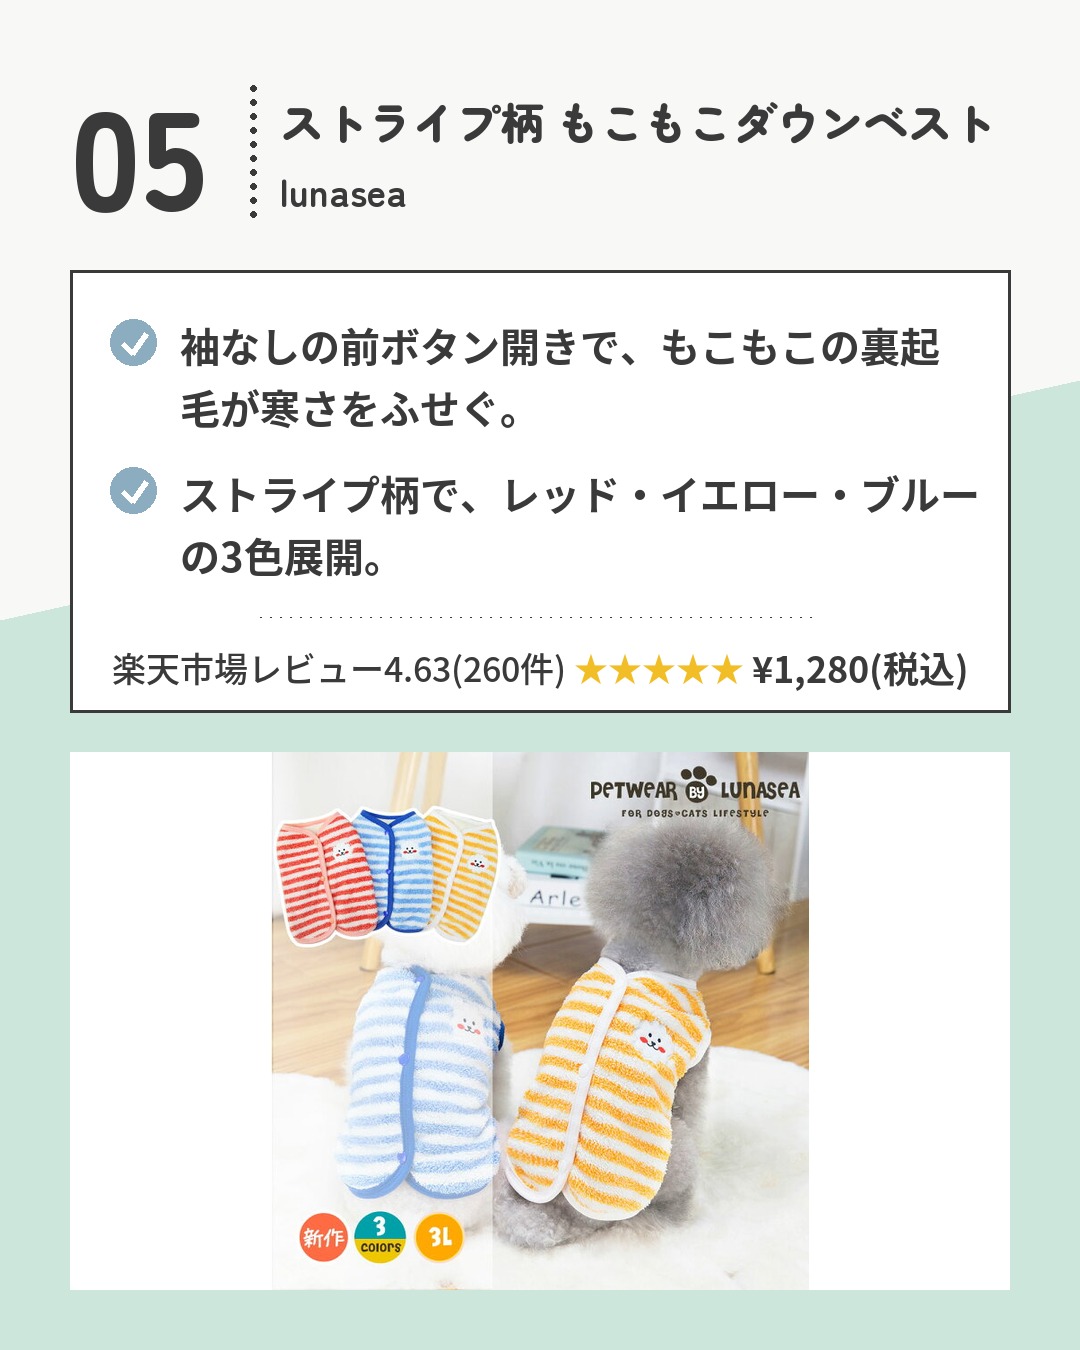 05
ストライプ柄 もこもこダウンベスト
lunasea
袖なしの前ボタン開きで、もこもこの裏起
毛が寒さをふせぐ。
ストライプ柄で、レッド・イエロー・ブルー
の3色展開。
楽天市場レビュー4.63(260件) ★★★★★ ¥1,280(税込)
PETWEAR BY LUNASEA
FOR DOGS CATS LIFESTYLE
Arle
新作
3
colors
3L